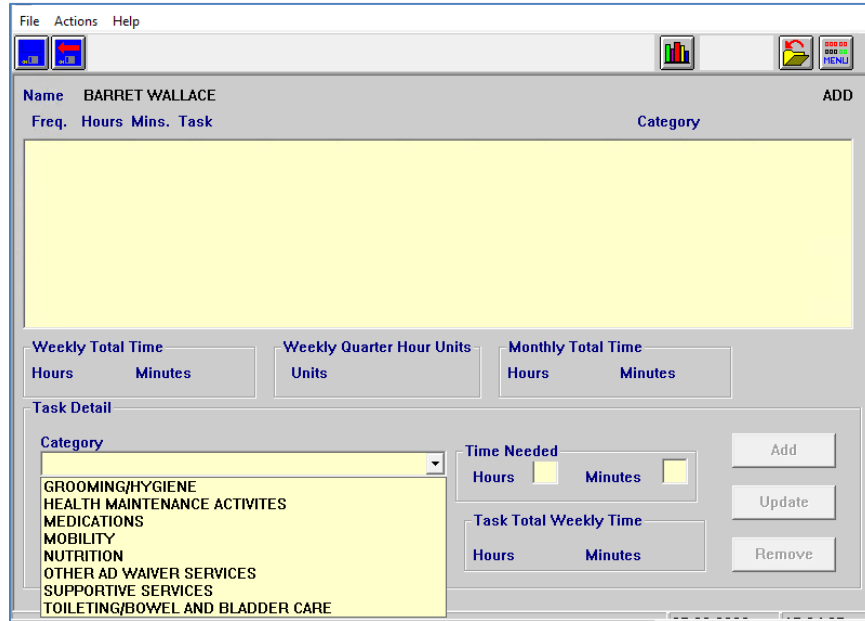 File Actions Help
MENU
Name BARRET WALLACE ADD
Freq. Hours Mins. Task Category
Weekly Total Time Weekly Quarter Hour Units Monthly Total Time
Hours Minutes Units Hours Minutes
Task Detail
Category
Time Needed
Hours Minutes
Add
GROOMING/HYGIENE
HEALTH MAINTENANCE ACTIVITES
MEDICATIONS
MOBILITY
NUTRITION
OTHER AD WAIVER SERVICES
SUPPORTIVE SERVICES
TOILETING/BOWEL AND BLADDER CARE
Update
Task Total Weekly Time
Hours Minutes
Remove